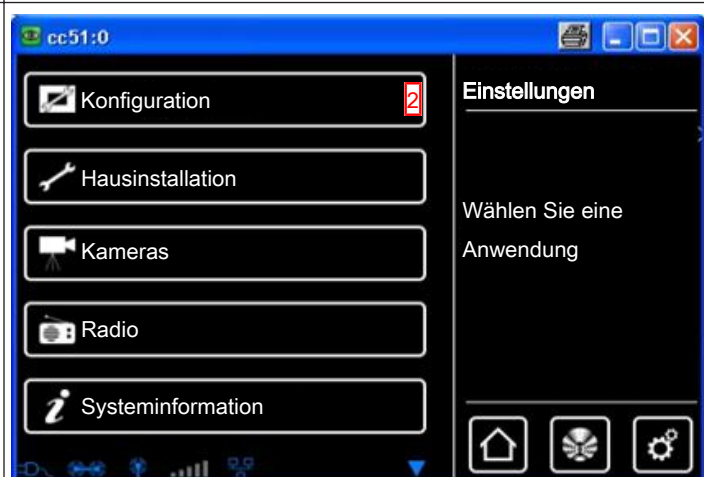 cc51:0
Konfiguration 2
Hausinstallation
Kameras
Radio
Systeminformation
Einstellungen
Wählen Sie eine
Anwendung